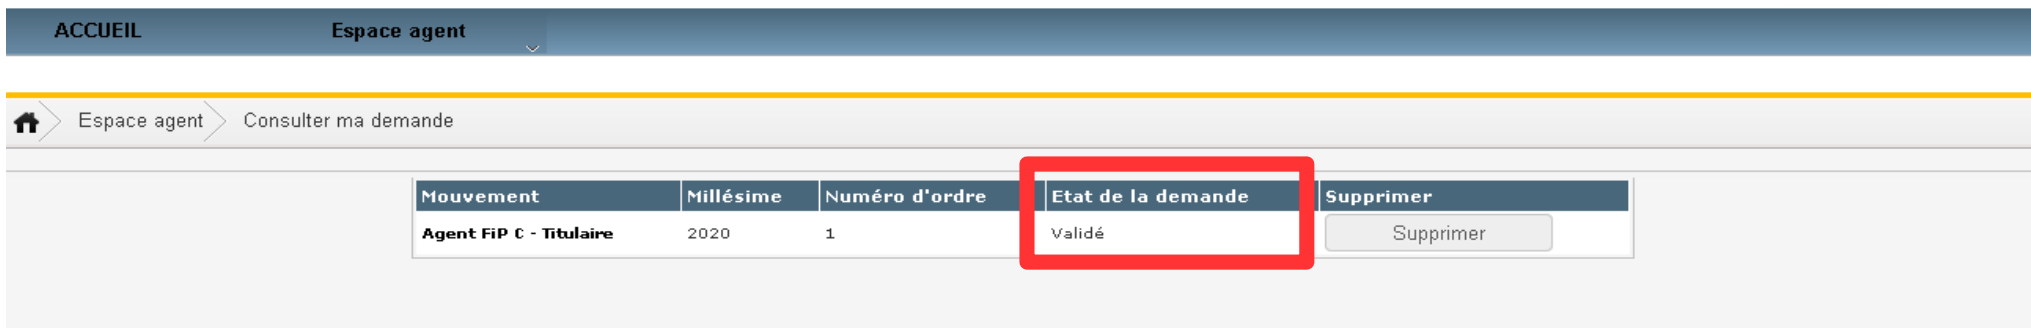 ACCUEIL Espace agent
Espace agent Consulter ma demande
Mouvement Millésime Numéro d'ordre Etat de la demande Supprimer
Agent FiP C - Titulaire 2020 1 Validé Supprimer